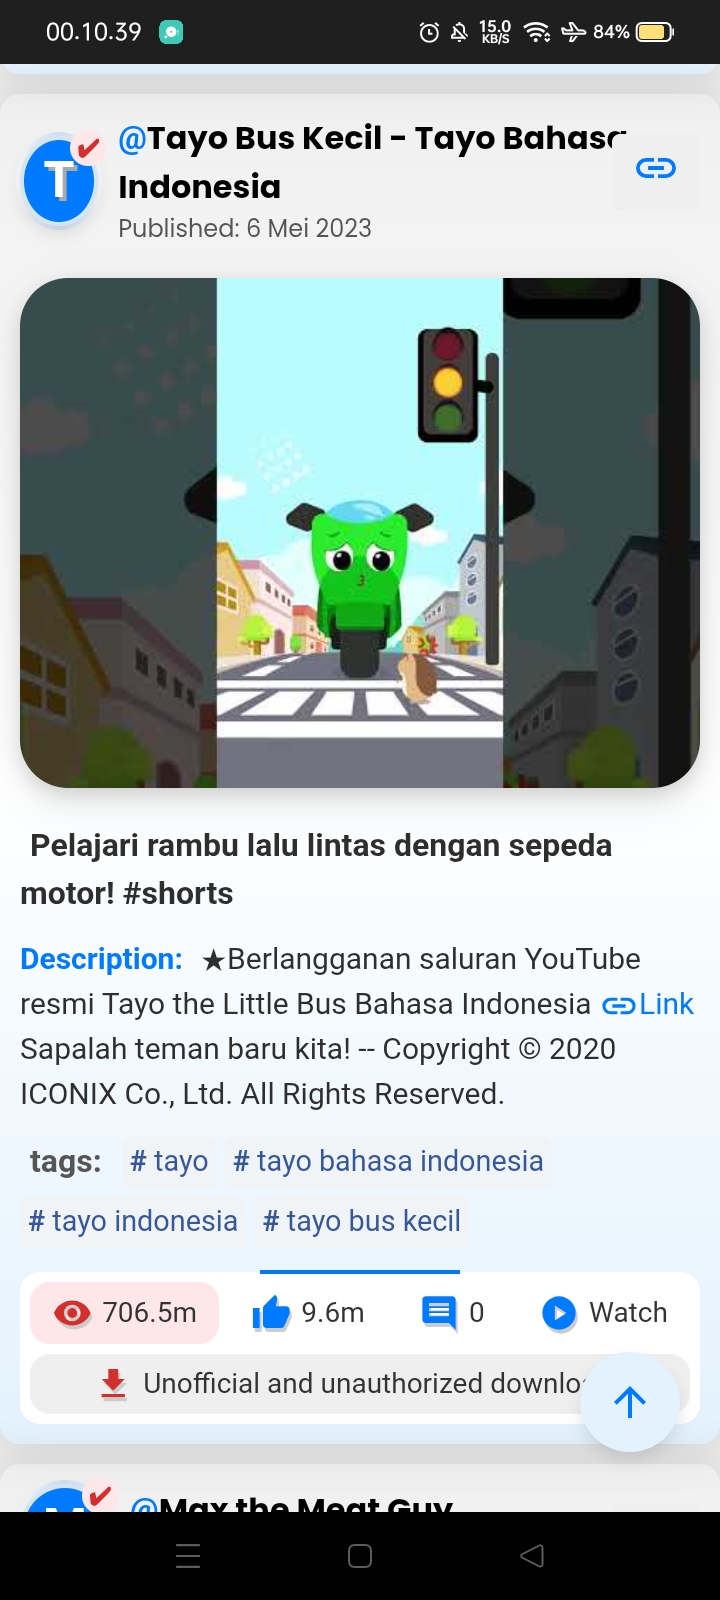 00.10.39
15.0
KB/S
84%
@Tayo Bus Kecil - Tayo Bahasa
Indonesia
T
Published: 6 Mei 2023
Pelajari rambu lalu lintas dengan sepeda
motor! #shorts
Description: ★Berlangganan saluran YouTube
resmi Tayo the Little Bus Bahasa Indonesia Link
Sapalah teman baru kita! -- Copyright © 2020
ICONIX Co., Ltd. All Rights Reserved.
tags: # tayo # tayo bahasa indonesia
# tayo indonesia # tayo bus kecil
706.5m 9.6m 0 Watch
Unofficial and unauthorized downlo
@Max the Meat Guy